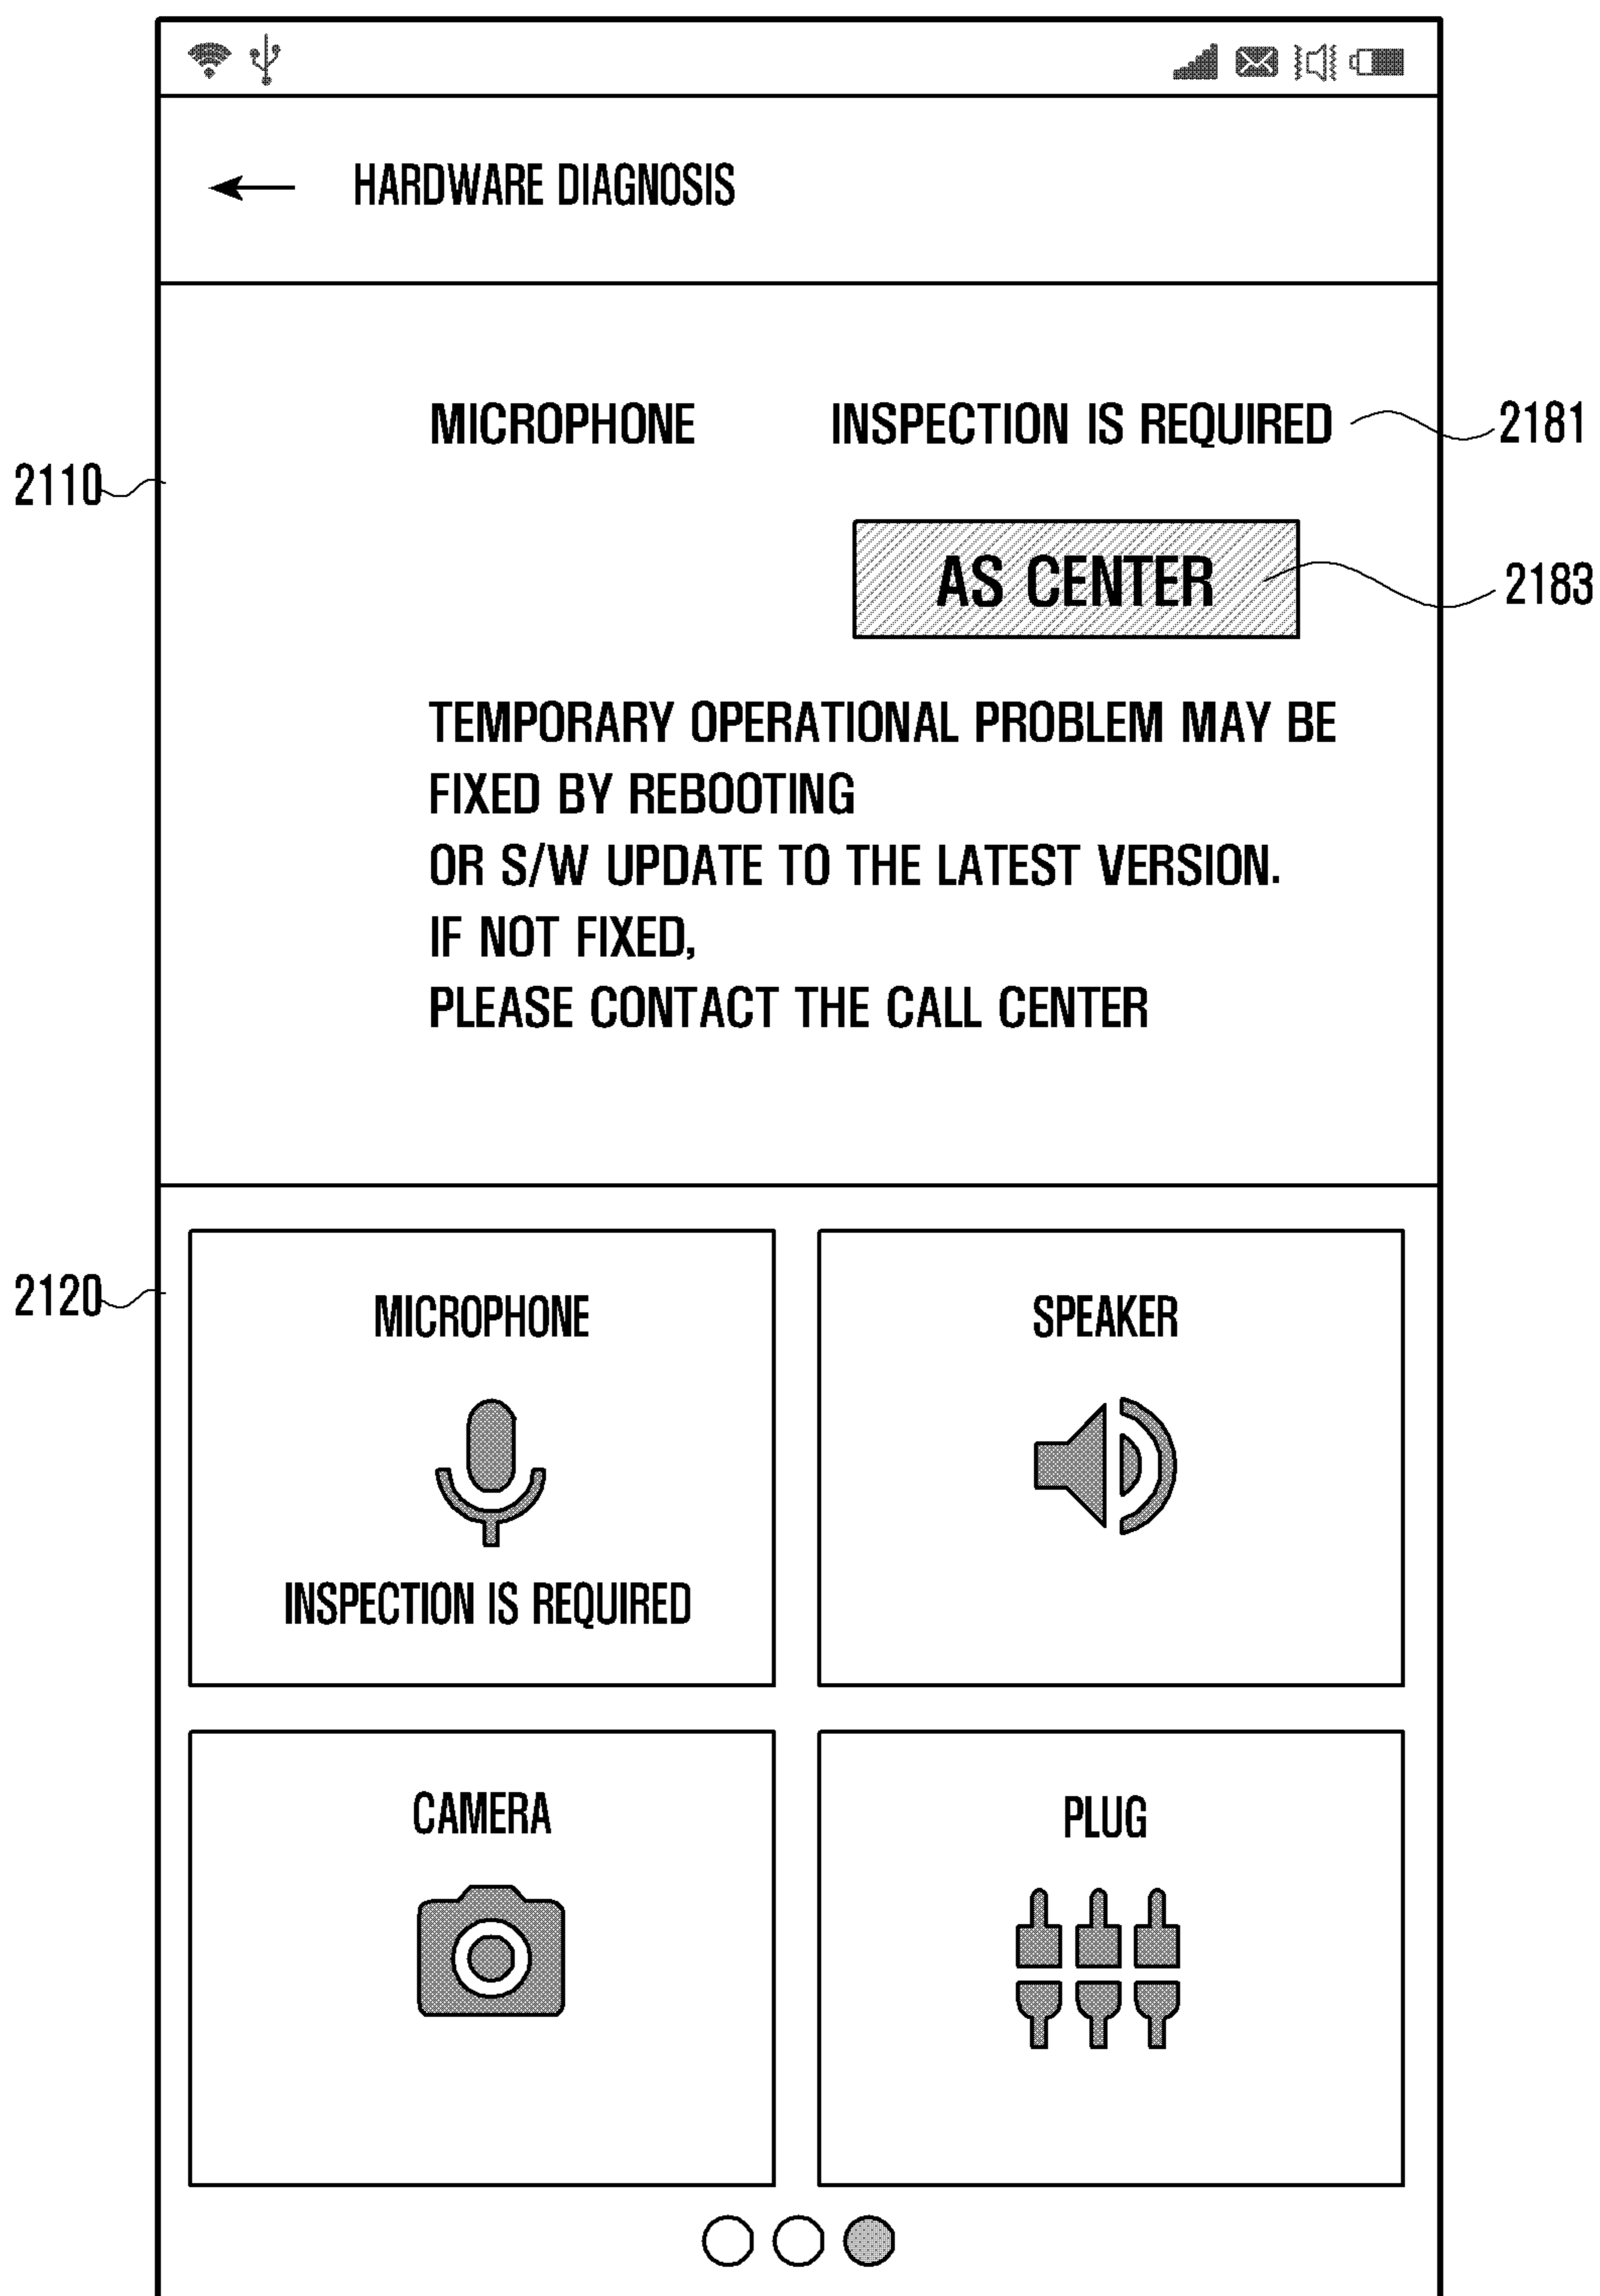 HARDWARE DIAGNOSIS
MICROPHONE INSPECTION IS REQUIRED 2181
2110
AS CENTER 2183
TEMPORARY OPERATIONAL PROBLEM MAY BE
FIXED BY REBOOTING
OR S/W UPDATE TO THE LATEST VERSION.
IF NOT FIXED,
PLEASE CONTACT THE CALL CENTER
2120
MICROPHONE
INSPECTION IS REQUIRED
SPEAKER
CAMERA
PLUG